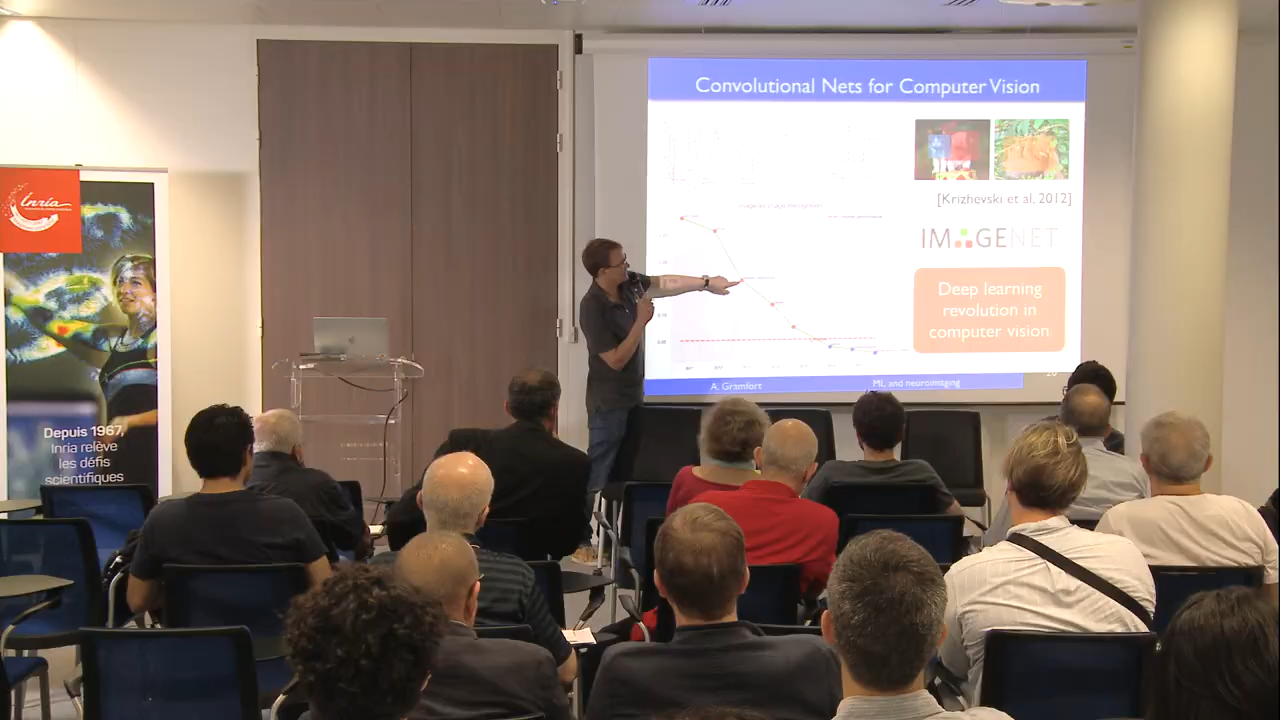 Inria
Depuis 1967,
Inria relève
les défis
scientifiques
Convolutional Nets for Computer Vision
[Krizhevski et al. 2012]
IMAGENET
Deep learning
revolution in
computer vision
A. Gramfort
ML and neuroimaging